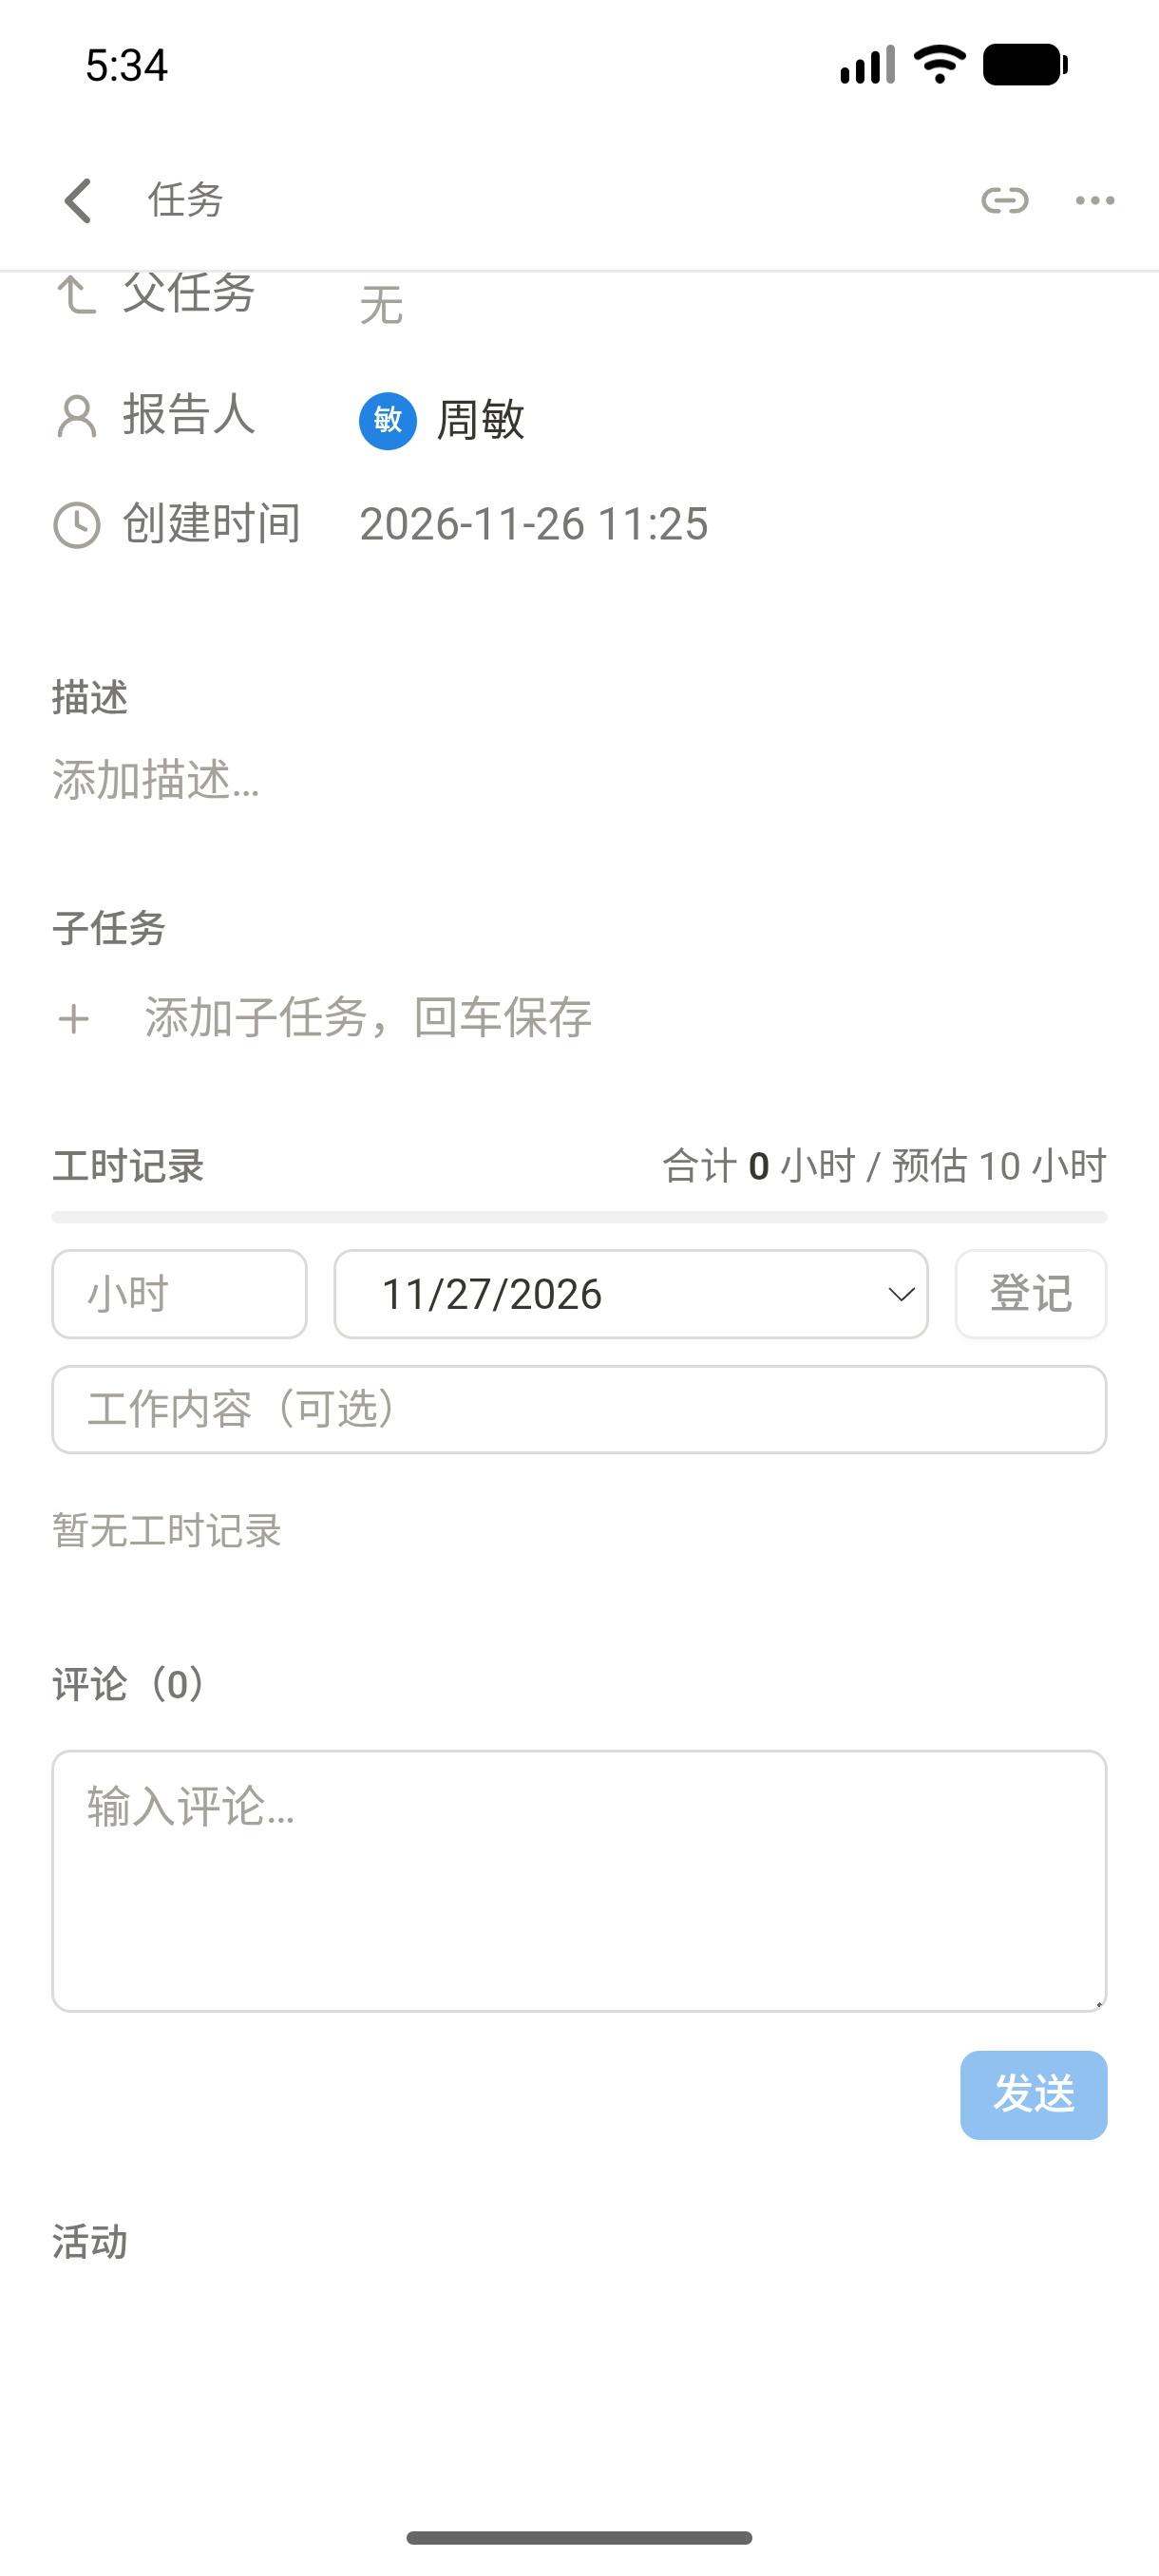 5:34
任务
父任务 无
报告人 敏 周敏
创建时间 2026-11-26 11:25
描述
添加描述...
子任务
添加子任务，回车保存
工时记录 合计 0 小时 / 预估 10 小时
小时 11/27/2026 登记
工作内容（可选）
暂无工时记录
评论（0）
输入评论...
发送
活动